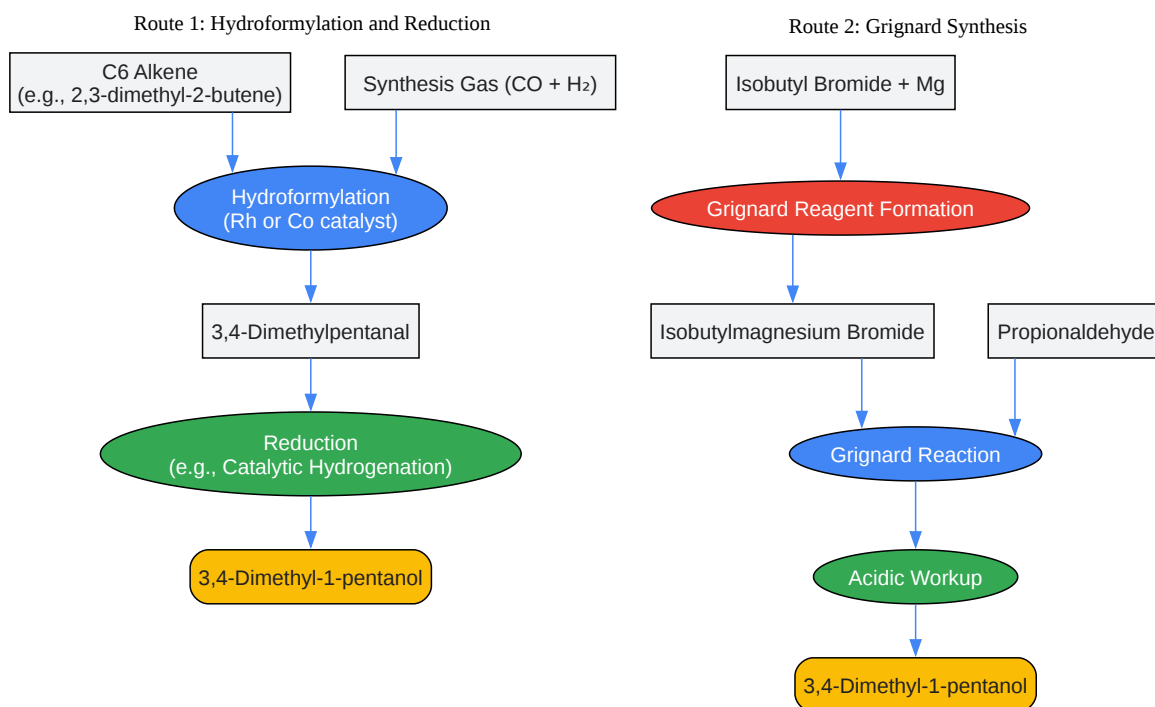 Route 1: Hydroformylation and Reduction
C6 Alkene
(e.g., 2,3-dimethyl-2-butene)
Synthesis Gas (CO + H₂)
Hydroformylation
(Rh or Co catalyst)
3,4-Dimethylpentanal
Reduction
(e.g., Catalytic Hydrogenation)
3,4-Dimethyl-1-pentanol
Route 2: Grignard Synthesis
Isobutyl Bromide + Mg
Grignard Reagent Formation
Isobutylmagnesium Bromide
Propionaldehyde
Grignard Reaction
Acidic Workup
3,4-Dimethyl-1-pentanol